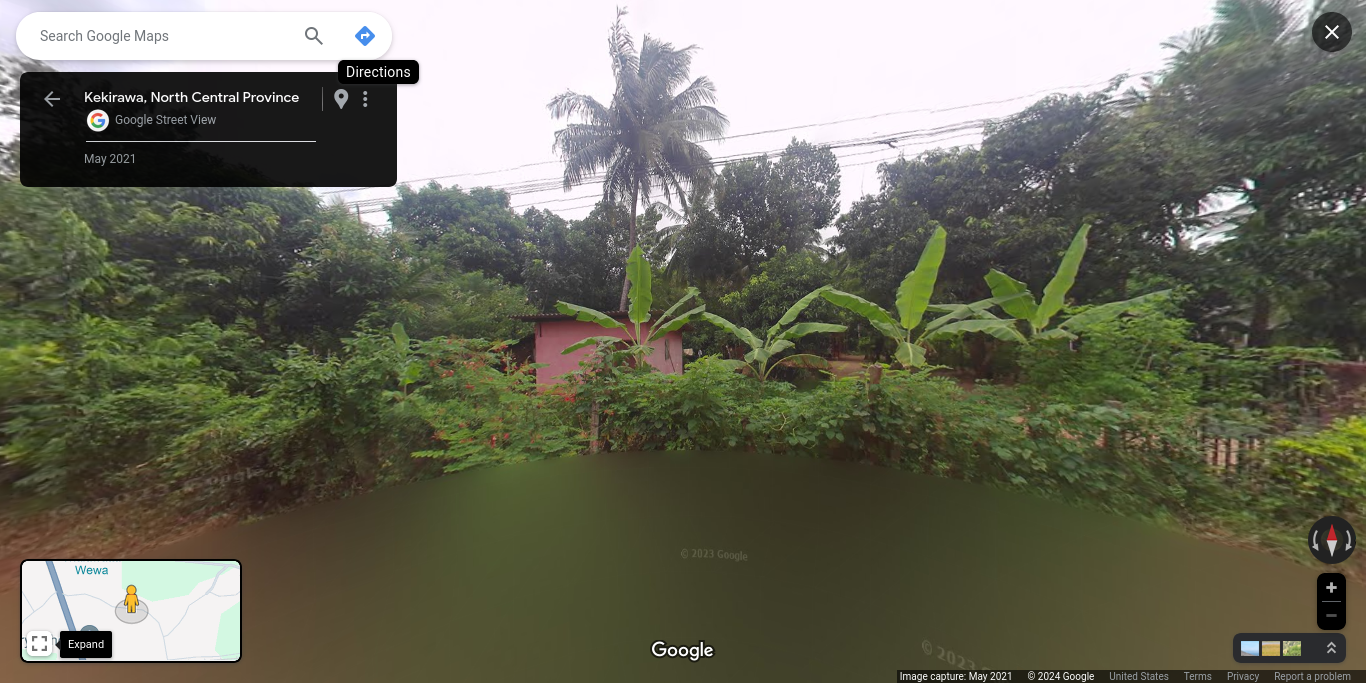 Search Google Maps
Directions
Kekirawa, North Central Province
Google Street View
May 2021
© 2023 Google
Wewa
Expand
Google
© 2023
Image capture: May 2021 © 2024 Google United States Terms Privacy Report a problem